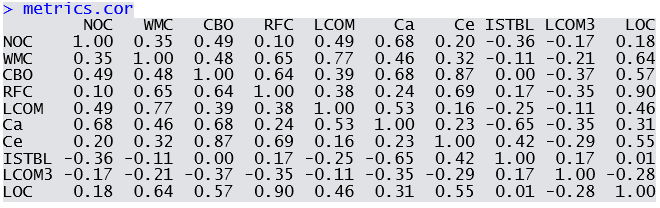 > metrics.cor
NOC WMC CBO RFC LCOM Ca Ce ISTBL LCOM3 LOC
NOC 1.00 0.35 0.49 0.10 0.49 0.68 0.20 -0.36 -0.17 0.18
WMC 0.35 1.00 0.48 0.65 0.77 0.46 0.32 -0.11 -0.21 0.64
CBO 0.49 0.48 1.00 0.64 0.39 0.68 0.87 0.00 -0.37 0.57
RFC 0.10 0.65 0.64 1.00 0.38 0.24 0.69 0.17 -0.35 0.90
LCOM 0.49 0.77 0.39 0.38 1.00 0.53 0.16 -0.25 -0.11 0.46
Ca 0.68 0.46 0.68 0.24 0.53 1.00 0.23 -0.65 -0.35 0.31
Ce 0.20 0.32 0.87 0.69 0.16 0.23 1.00 0.42 -0.29 0.55
ISTBL -0.36 -0.11 0.00 0.17 -0.25 -0.65 0.42 1.00 0.17 0.01
LCOM3 -0.17 -0.21 -0.37 -0.35 -0.11 -0.35 -0.29 0.17 1.00 -0.28
LOC 0.18 0.64 0.57 0.90 0.46 0.31 0.55 0.01 -0.28 1.00